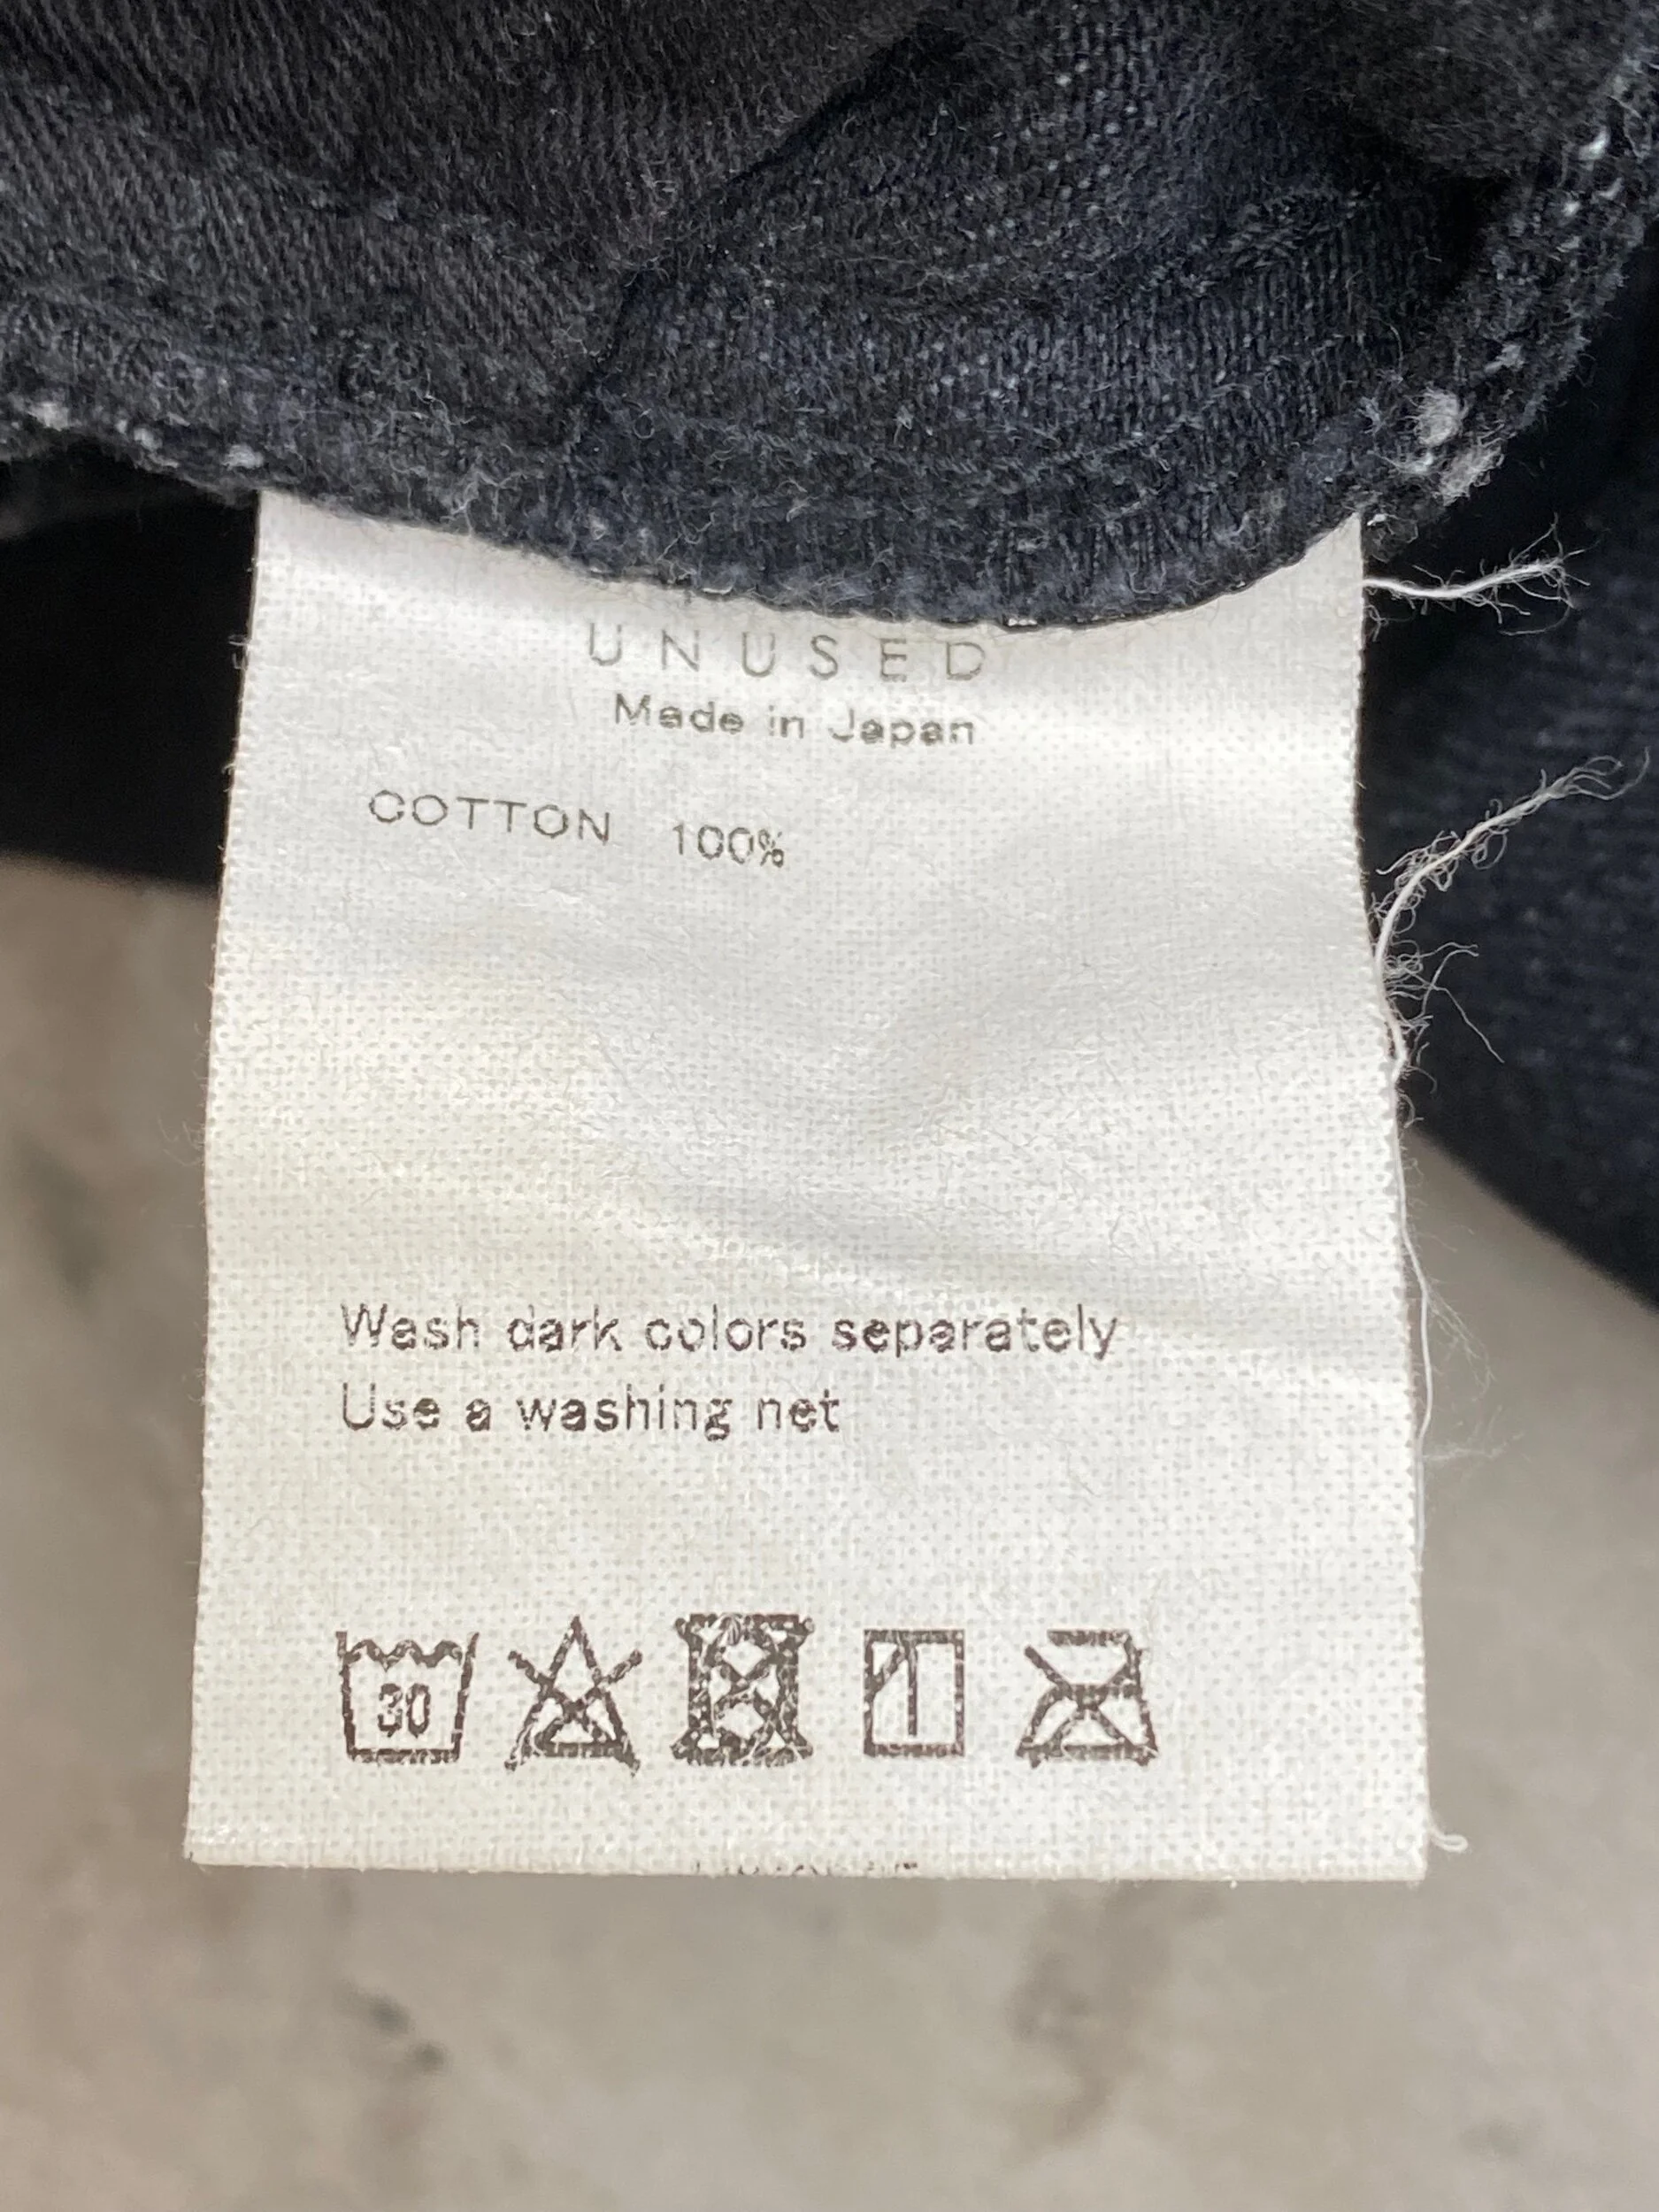 UNUSED
Made in Japan
COTTON 100%
Wash dark colors separately
Use a washing net
30